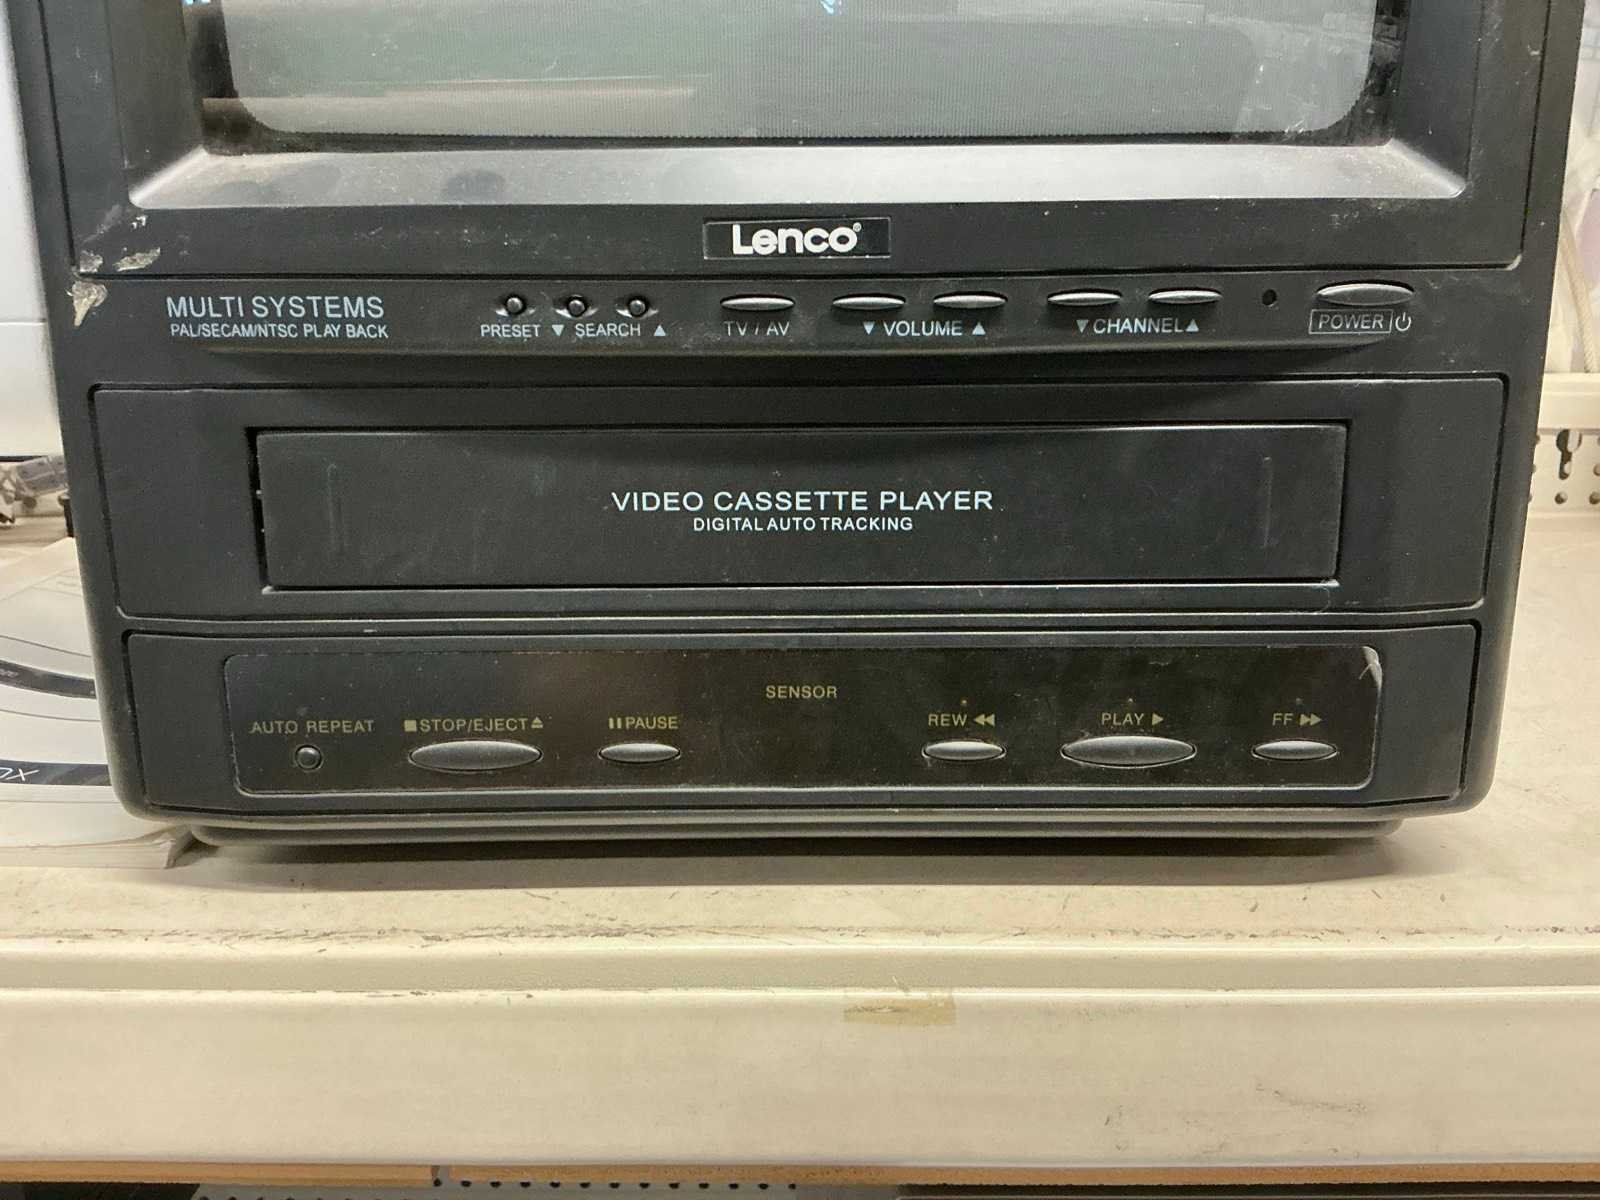 Lenco®
MULTI SYSTEMS
PAL/SECAM/NTSC PLAY BACK
PRESET ▼ SEARCH ▲
TV / AV
▼ VOLUME ▲
▼ CHANNEL ▲
POWER ⏻
VIDEO CASSETTE PLAYER
DIGITAL AUTO TRACKING
SENSOR
AUTO REPEAT
■ STOP/EJECT ⏏
❚❚ PAUSE
REW ◀◀
PLAY ▶
FF ▶▶